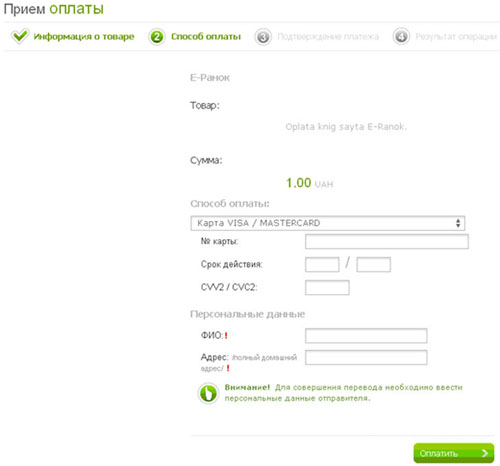 Прием оплаты
Информация о товаре 2 Способ оплаты 3 Подтверждение платежа 4 Результат операции
Е-Ранок
Товар:
Oplata knig sayta E-Ranok.
Сумма:
1.00 UAH
Способ оплаты:
Карта VISA / MASTERCARD
№ карты:
Срок действия: /
CVV2 / CVC2:
Персональные данные
ФИО:!
Адрес: /полный домашний
адрес/ !
Внимание! Для совершения перевода необходимо ввести
персональные данные отправителя.
Оплатить